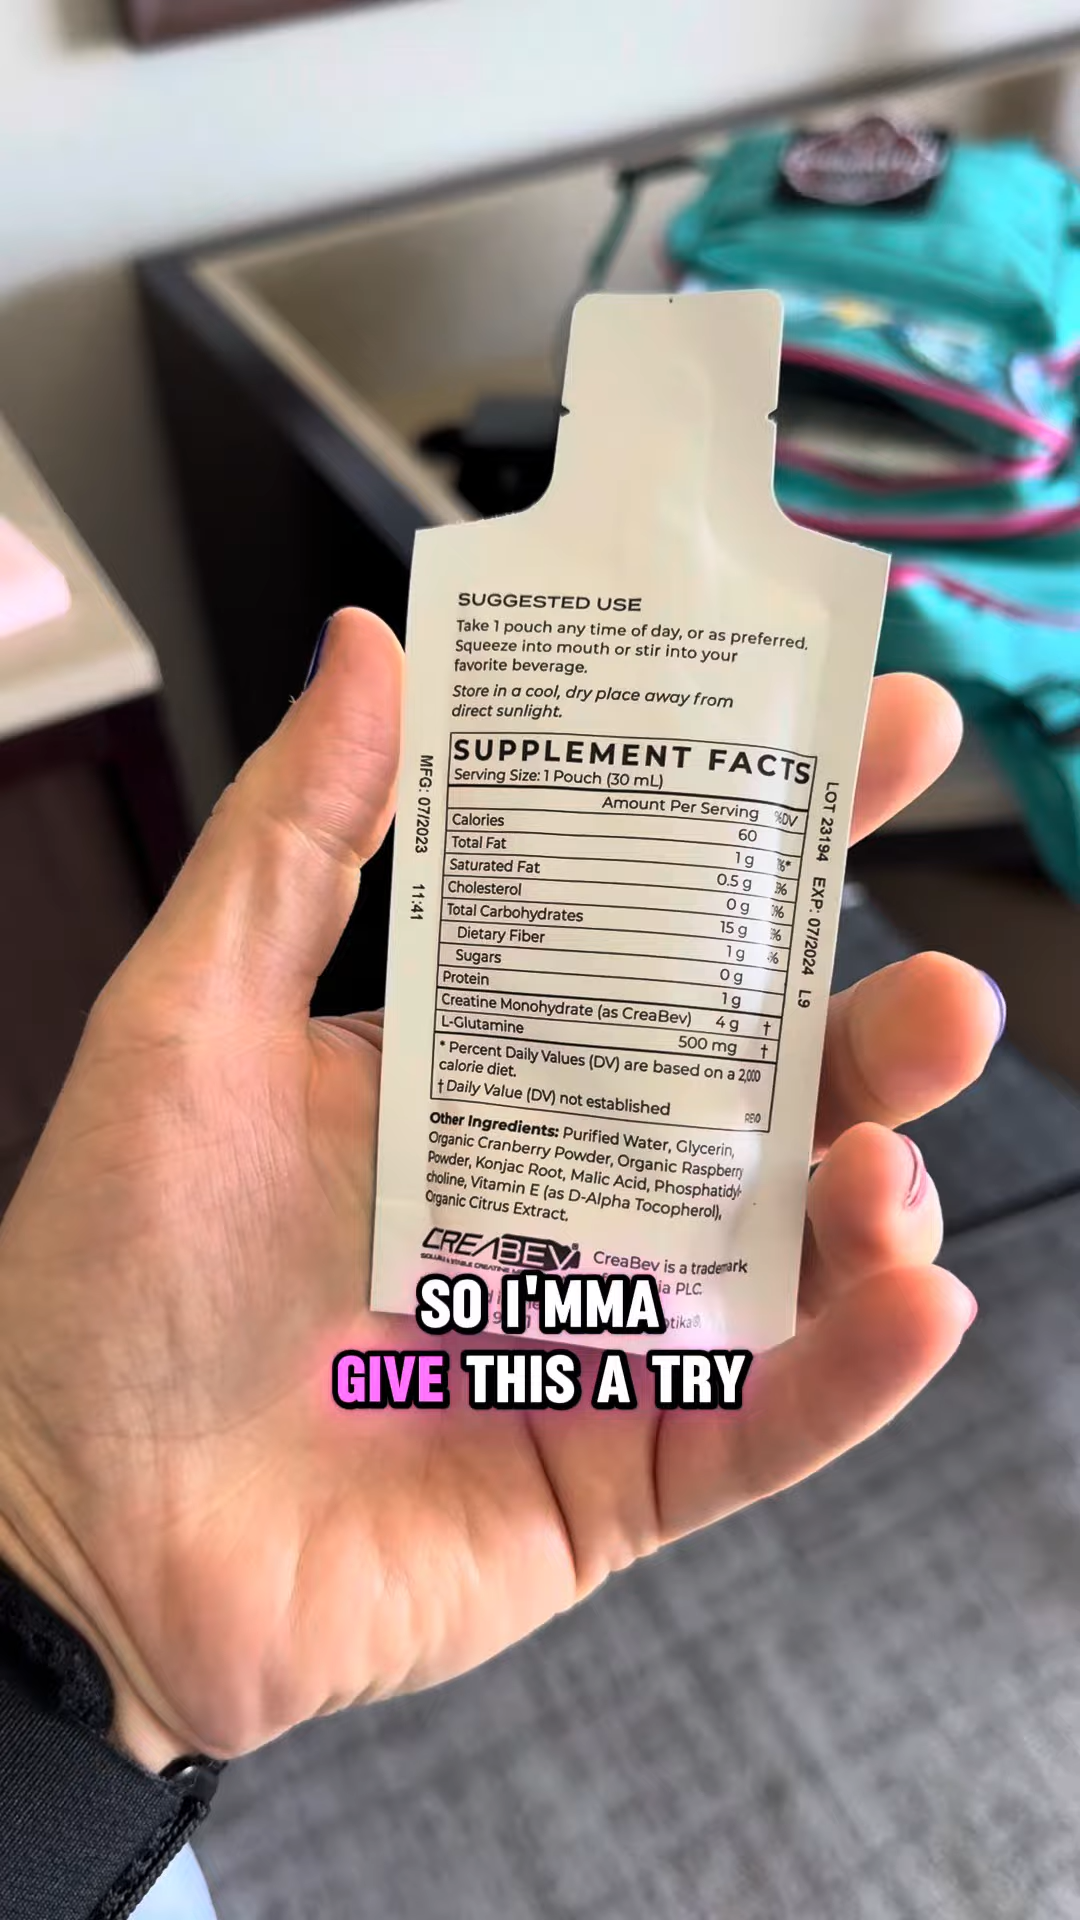 SUGGESTED USE
Take 1 pouch any time of day, or as preferred.
Squeeze into mouth or stir into your
favorite beverage.
Store in a cool, dry place away from
direct sunlight.
SUPPLEMENT FACTS
Serving Size: 1 Pouch (30 mL)
Amount Per Serving %DV
Calories 60
Total Fat 1 g %*
Saturated Fat 0.5 g %
Cholesterol 0 g %
Total Carbohydrates 15 g %
Dietary Fiber 1 g %
Sugars 0 g
Protein 1 g
Creatine Monohydrate (as CreaBev) 4 g †
L-Glutamine 500 mg †
* Percent Daily Values (DV) are based on a 2,000
calorie diet.
† Daily Value (DV) not established
Other Ingredients: Purified Water, Glycerin,
Organic Cranberry Powder, Organic Raspberry
Powder, Konjac Root, Malic Acid, Phosphatidyl-
choline, Vitamin E (as D-Alpha Tocopherol),
Organic Citrus Extract.
CREABEV®
CreaBev is a trademark
PLC.
MFG: 07/2023 11:41
LOT 23194 EXP: 07/2024 L9
SO I'MMA
GIVE THIS A TRY